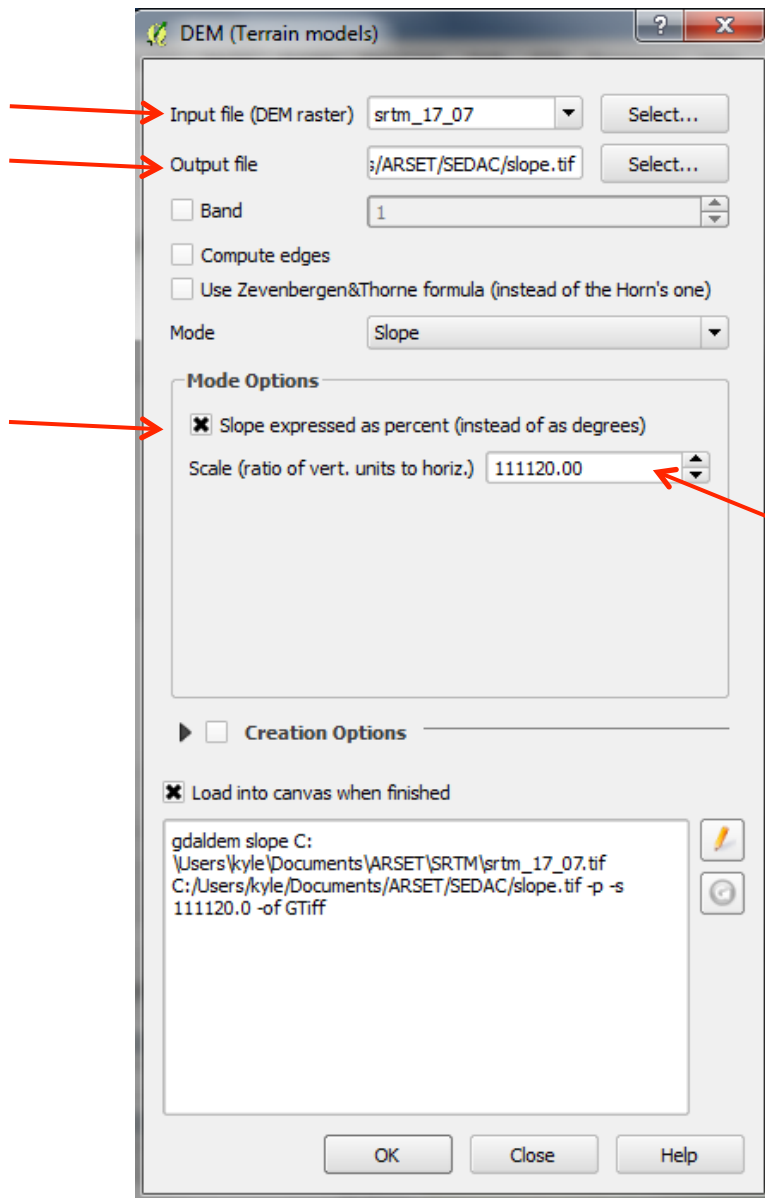 DEM (Terrain models)
Input file (DEM raster) srtm_17_07 Select...
Output file s/ARSET/SEDAC/slope.tif Select...
Band 1
Compute edges
Use Zevenbergen&Thorne formula (instead of the Horn's one)
Mode Slope
Mode Options
Slope expressed as percent (instead of as degrees)
Scale (ratio of vert. units to horiz.) 111120.00
Creation Options
Load into canvas when finished
gdaldem slope C:
\Users\kyle\Documents\ARSET\SRTM\srtm_17_07.tif
C:/Users/kyle/Documents/ARSET/SEDAC/slope.tif -p -s
111120.0 -of GTiff
OK Close Help